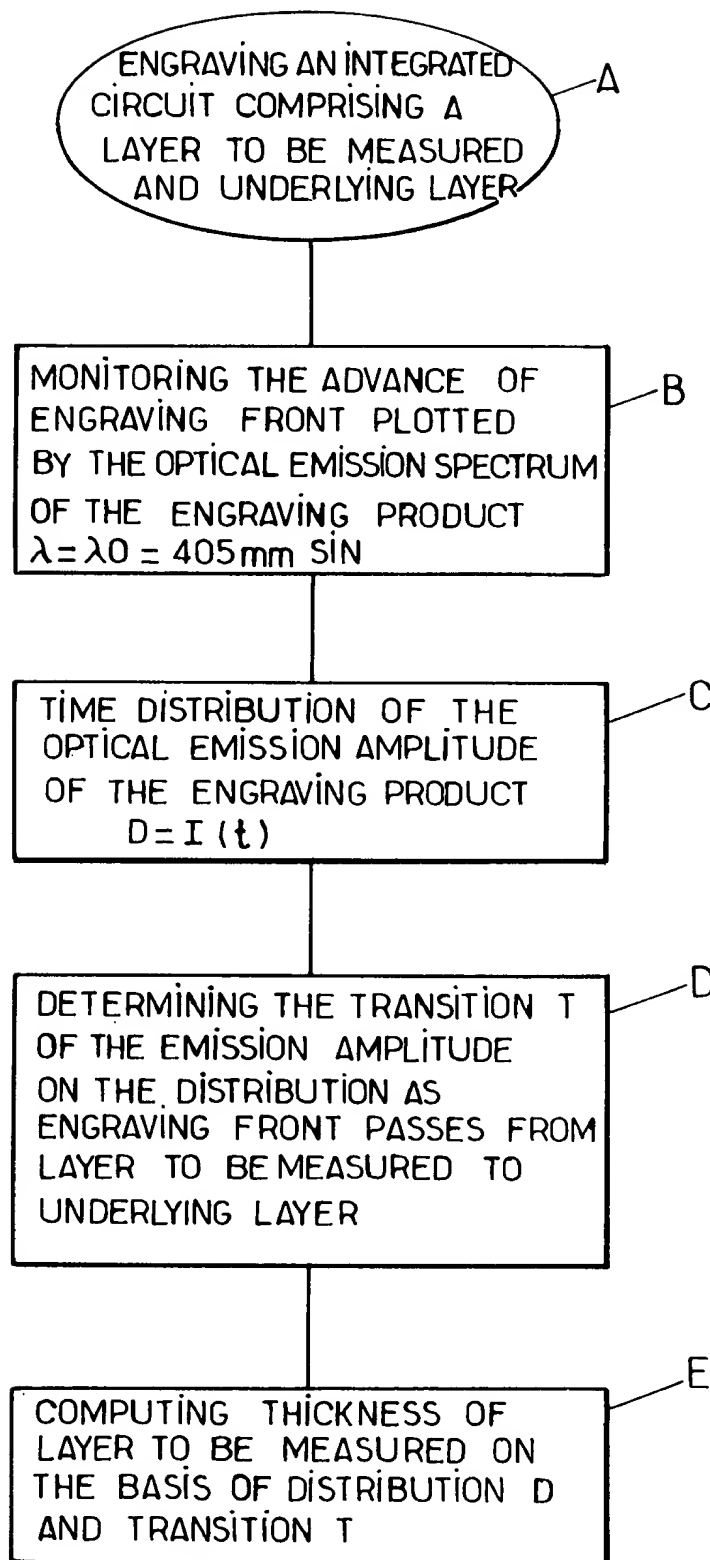 ENGRAVING AN INTEGRATED
CIRCUIT COMPRISING A
LAYER TO BE MEASURED
AND UNDERLYING LAYER
A
MONITORING THE ADVANCE OF
ENGRAVING FRONT PLOTTED
BY THE OPTICAL EMISSION SPECTRUM
OF THE ENGRAVING PRODUCT
λ=λ0 = 405mm SIN
B
TIME DISTRIBUTION OF THE
OPTICAL EMISSION AMPLITUDE
OF THE ENGRAVING PRODUCT
D=I(t)
C
DETERMINING THE TRANSITION T
OF THE EMISSION AMPLITUDE
ON THE DISTRIBUTION AS
ENGRAVING FRONT PASSES FROM
LAYER TO BE MEASURED TO
UNDERLYING LAYER
D
COMPUTING THICKNESS OF
LAYER TO BE MEASURED ON
THE BASIS OF DISTRIBUTION D
AND TRANSITION T
E